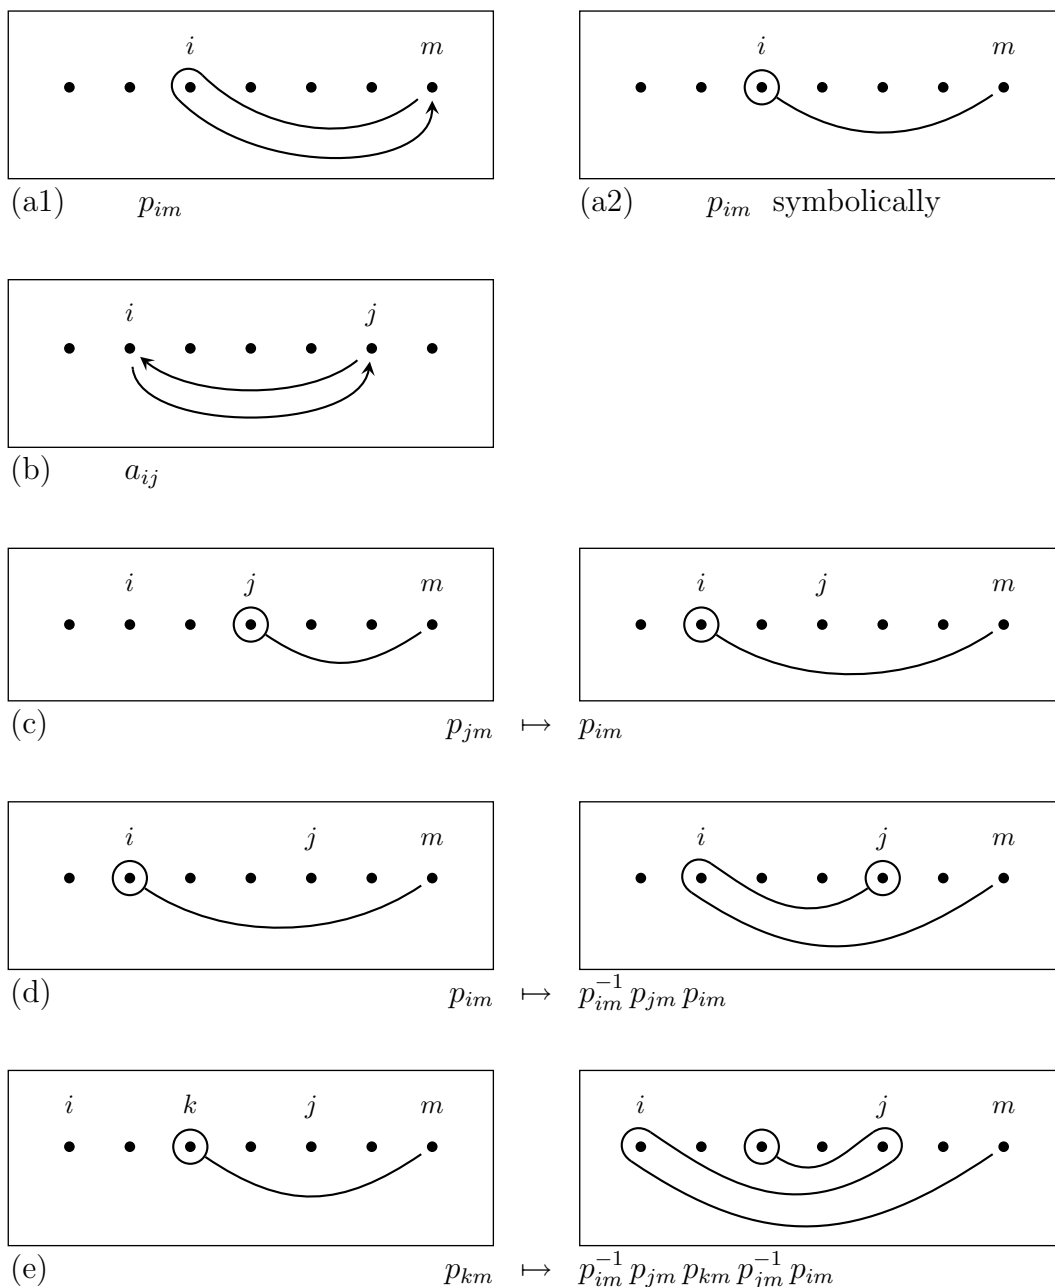 i m i m
(a1) p_{im} (a2) p_{im} symbolically
i j
(b) a_{ij}
i j m i j m
(c) p_{jm} ↦ p_{im}
i j m i j m
(d) p_{im} ↦ p_{im}^{-1} p_{jm} p_{im}
i k j m i j m
(e) p_{km} ↦ p_{im}^{-1} p_{jm} p_{km} p_{jm}^{-1} p_{im}